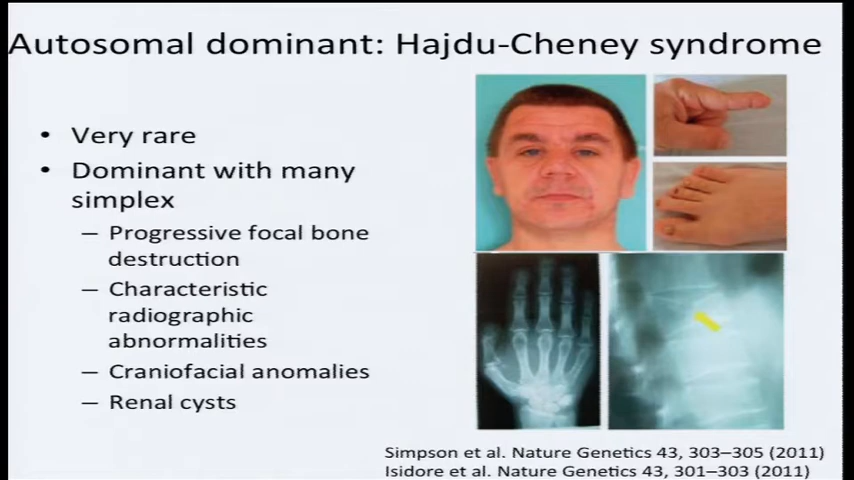 Autosomal dominant: Hajdu-Cheney syndrome
• Very rare
• Dominant with many
simplex
– Progressive focal bone
destruction
– Characteristic
radiographic
abnormalities
– Craniofacial anomalies
– Renal cysts
Simpson et al. Nature Genetics 43, 303–305 (2011)
Isidore et al. Nature Genetics 43, 301–303 (2011)